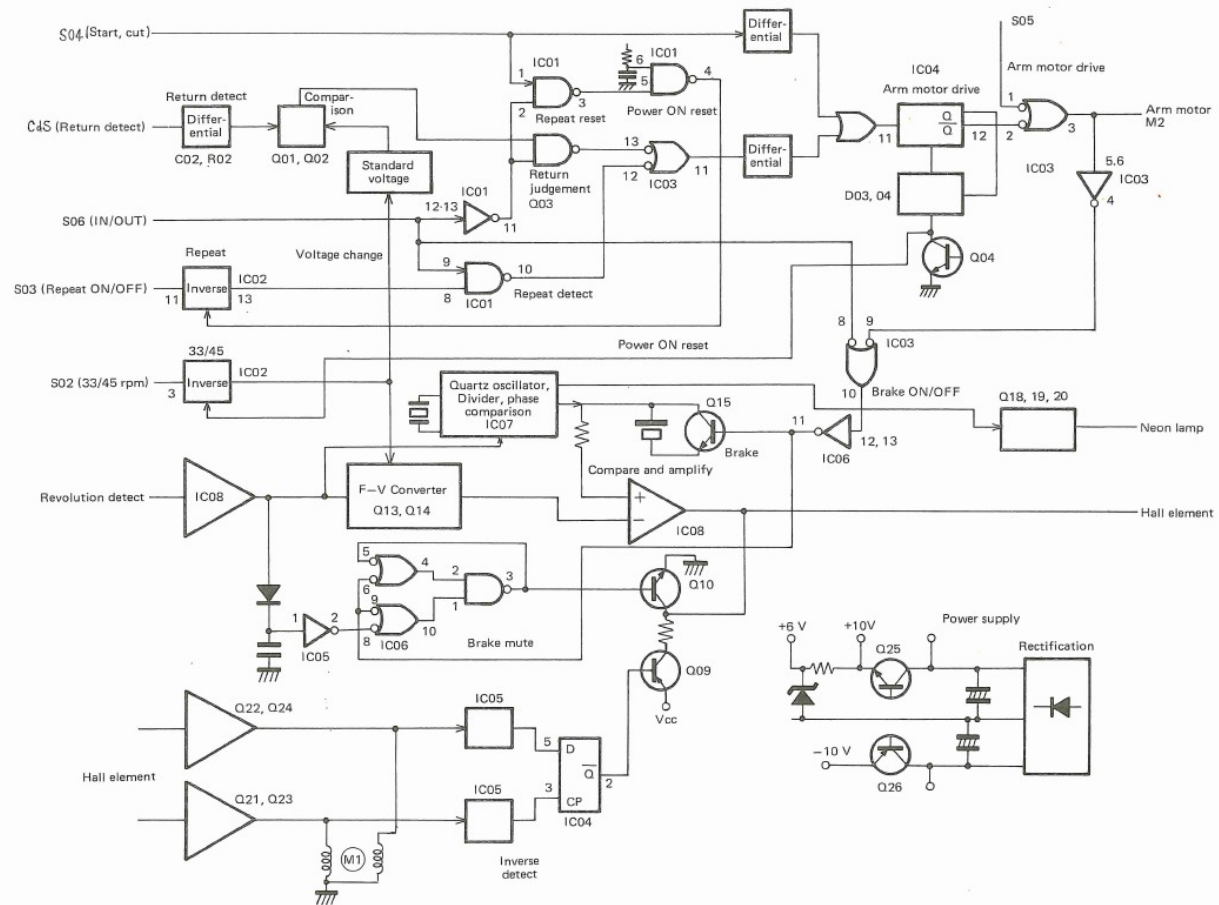 S04 (Start, cut)
Differ-
ential
S05
IC01
1
2
3
Repeat reset
6
5
IC01
4
Power ON reset
IC04
Arm motor drive
11
Q
Q
12
Arm motor drive
1
2
3
IC03
Arm motor
M2
5.6
IC03
4
Return detect
Differ-
ential
C02, R02
CdS (Return detect)
Compar-
ison
Q01, Q02
Standard
voltage
Return
judgement
Q03
13
12
11
IC03
Differ-
ential
D03, 04
Q04
S06 (IN/OUT)
12·13
IC01
11
Voltage change
9
8
10
IC01
Repeat detect
Repeat
S03 (Repeat ON/OFF)
11
Inverse
IC02
13
Power ON reset
8
9
IC03
10
Brake ON/OFF
33/45
S02 (33/45 rpm)
3
Inverse
IC02
Quartz oscillator,
Divider, phase
comparison
IC07
Q15
Brake
11
12, 13
IC06
Q18, 19, 20
Neon lamp
Compare and amplify
Revolution detect
IC08
F–V Converter
Q13, Q14
+
−
IC08
Hall element
5
6
4
9
8
10
IC06
2
1
3
Brake mute
1
2
IC05
Q10
Q09
Vcc
+6 V
+10V
Q25
Power supply
Rectification
−10 V
Q26
Hall element
Q22, Q24
Q21, Q23
IC05
IC05
5
D
Q
2
3
CP
IC04
M1
Inverse
detect